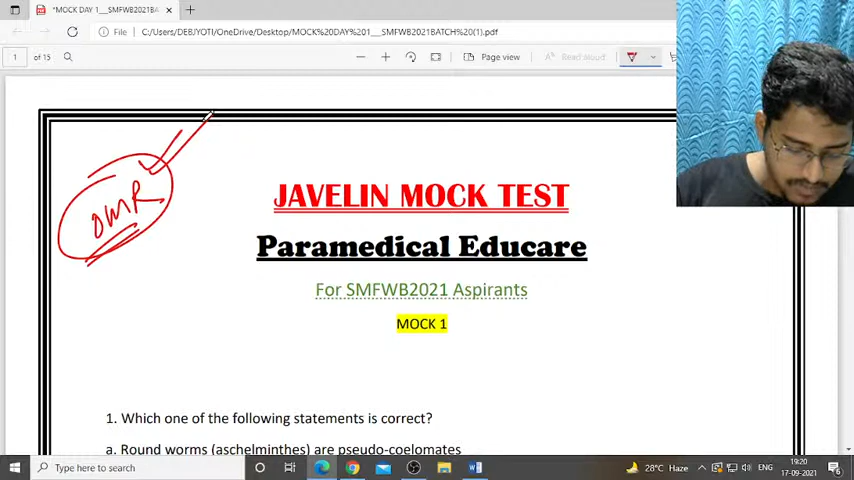 *MOCK DAY 1__SMFWB2021BATCH
File
C:/Users/DEBJYOTI/OneDrive/Desktop/MOCK%20DAY%201__SMFWB2021BATCH%20(1).pdf
1 of 15
Page view
Read aloud
OMR
JAVELIN MOCK TEST
Paramedical Educare
For SMFWB2021 Aspirants
MOCK 1
1. Which one of the following statements is correct?
a. Round worms (aschelminthes) are pseudo-coelomates
Type here to search
28°C Haze
ENG
19:20
17-09-2021
6